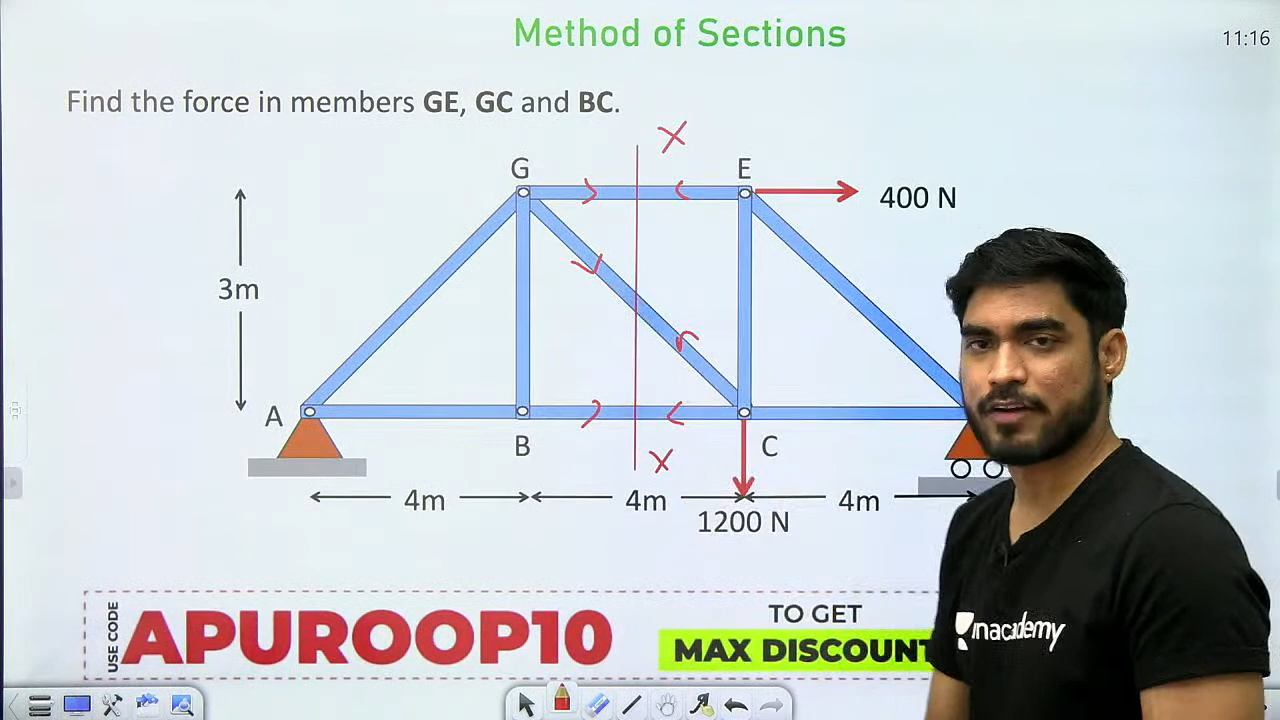 Method of Sections
11:16
Find the force in members GE, GC and BC.
X
G
E
400 N
3m
A
B
C
X
4m
4m
4m
1200 N
USE CODE
APUROOP10
TO GET
MAX DISCOUNT
unacademy